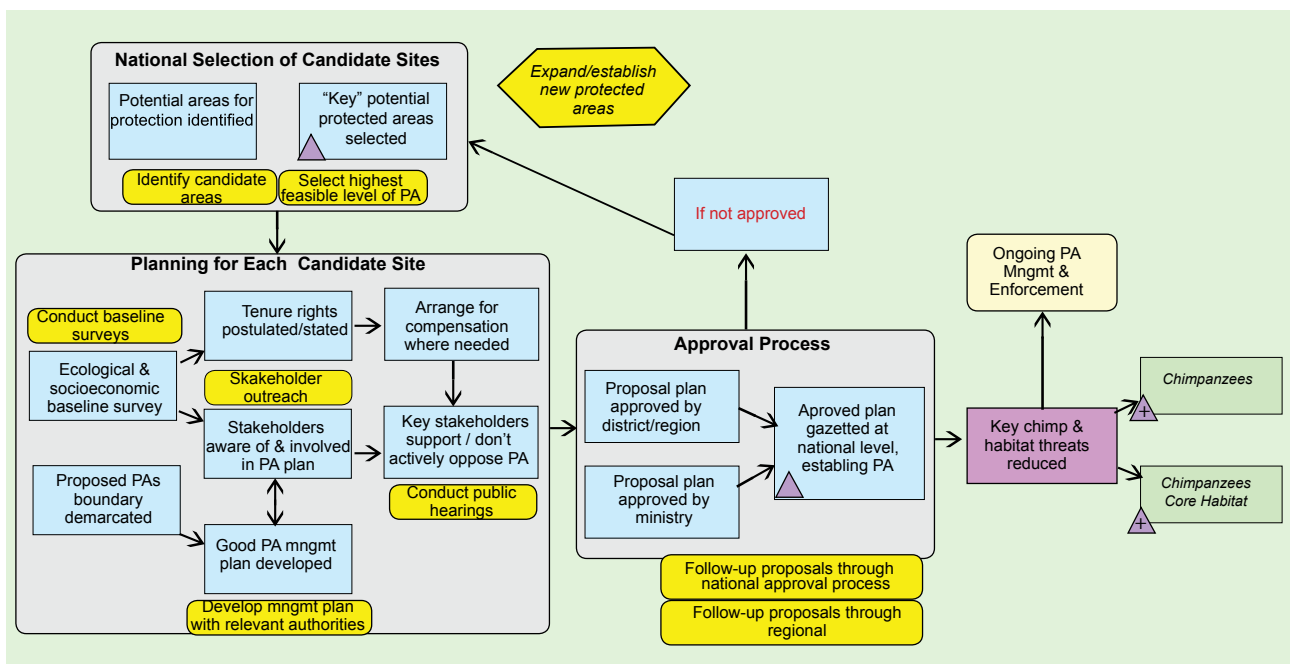 National Selection of Candidate Sites
Potential areas for
protection identified
“Key” potential
protected areas
selected
Identify candidate
areas
Select highest
feasible level of PA
Expand/establish
new protected
areas
If not approved
Planning for Each Candidate Site
Conduct baseline
surveys
Ecological &
socioeconomic
baseline survey
Proposed PAs
boundary
demarcated
Tenure rights
postulated/stated
Skakeholder
outreach
Stakeholders
aware of & involved
in PA plan
Good PA mngmt
plan developed
Develop mngmt plan
with relevant authorities
Arrange for
compensation
where needed
Key stakeholders
support / don’t
actively oppose PA
Conduct public
hearings
Approval Process
Proposal plan
approved by
district/region
Proposal plan
approved by
ministry
Aproved plan
gazetted at
national level,
establing PA
Follow-up proposals through
national approval process
Follow-up proposals through
regional
Ongoing PA
Mngmt &
Enforcement
Key chimp &
habitat threats
reduced
Chimpanzees
+
Chimpanzees
Core Habitat
+